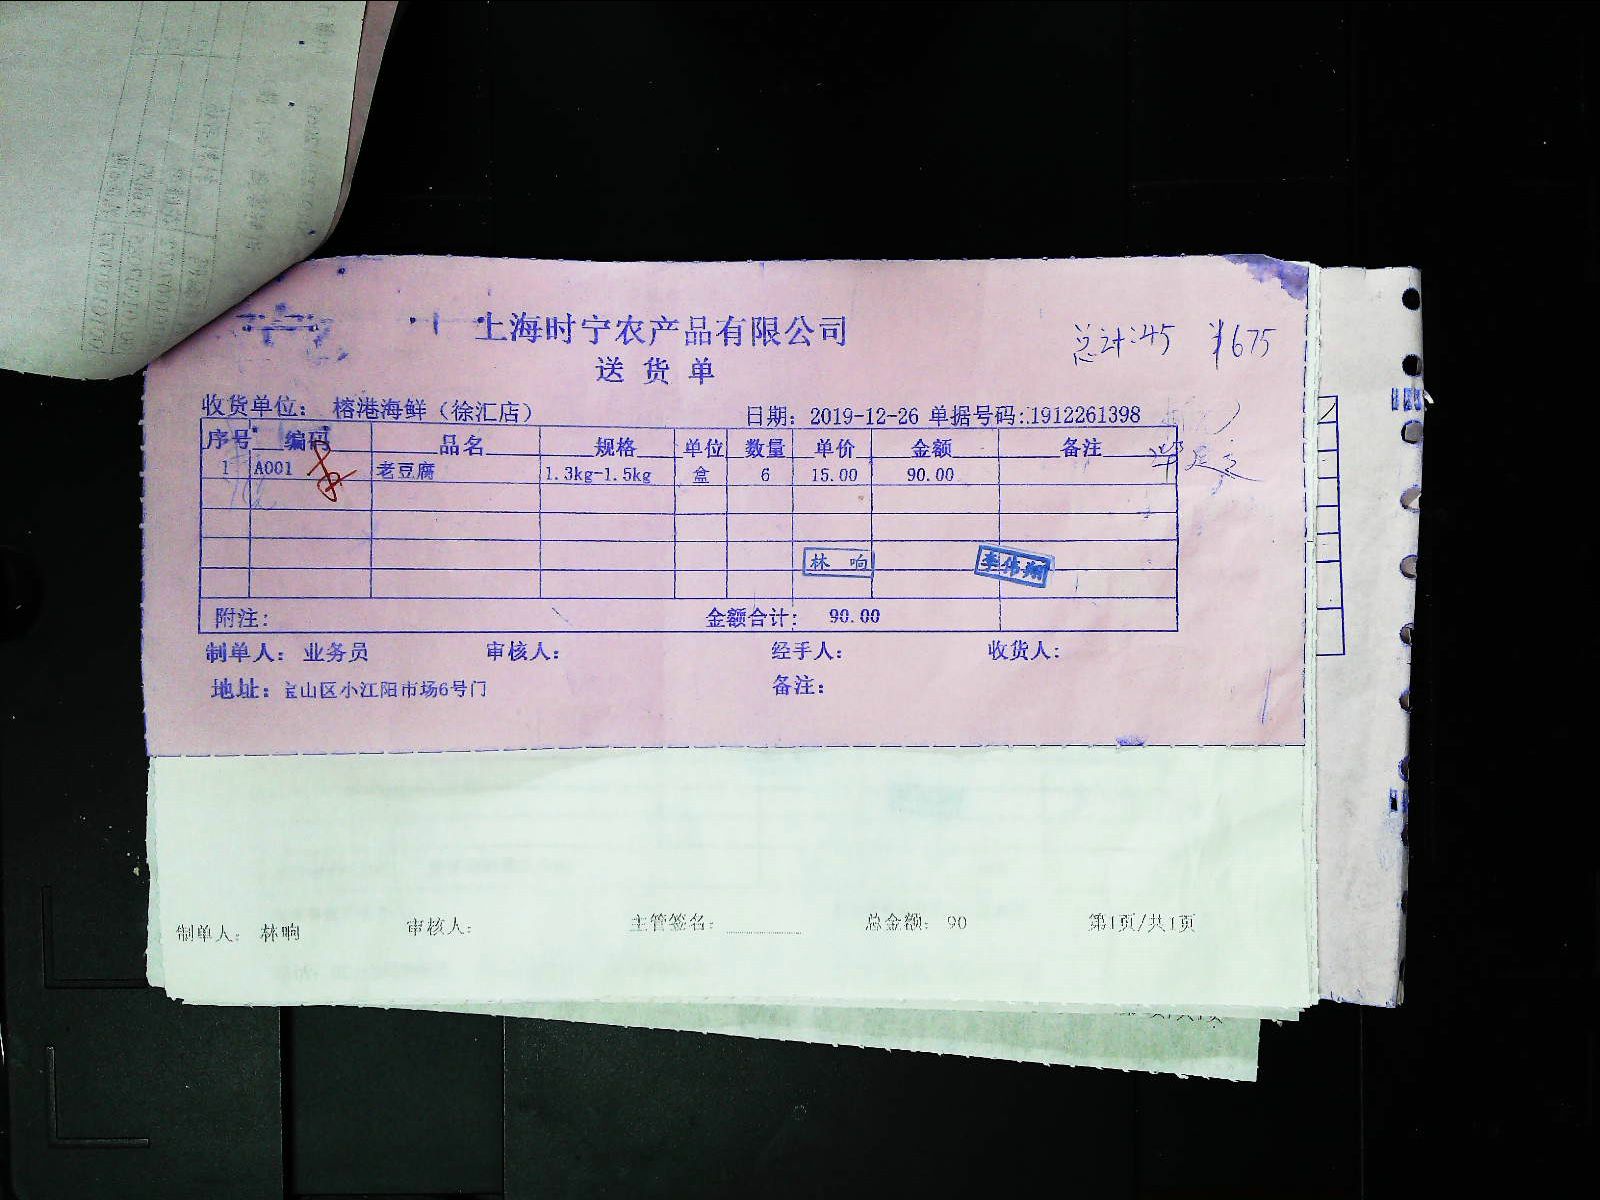 上海时宁农产品有限公司
总计:45 ¥675
送货单
收货单位: 榕港海鲜（徐汇店） 日期: 2019-12-26 单据号码:1912261398
序号 编码 品名 规格 单位 数量 单价 金额 备注
1 A001 老豆腐 1.3kg-1.5kg 盒 6 15.00 90.00
林 响 李伟翔
附注: 金额合计: 90.00
制单人: 业务员 审核人: 经手人: 收货人:
地址: 宝山区小江阳市场6号门 备注:
制单人: 林响 审核人: 主管签名: 总金额: 90 第1页/共1页